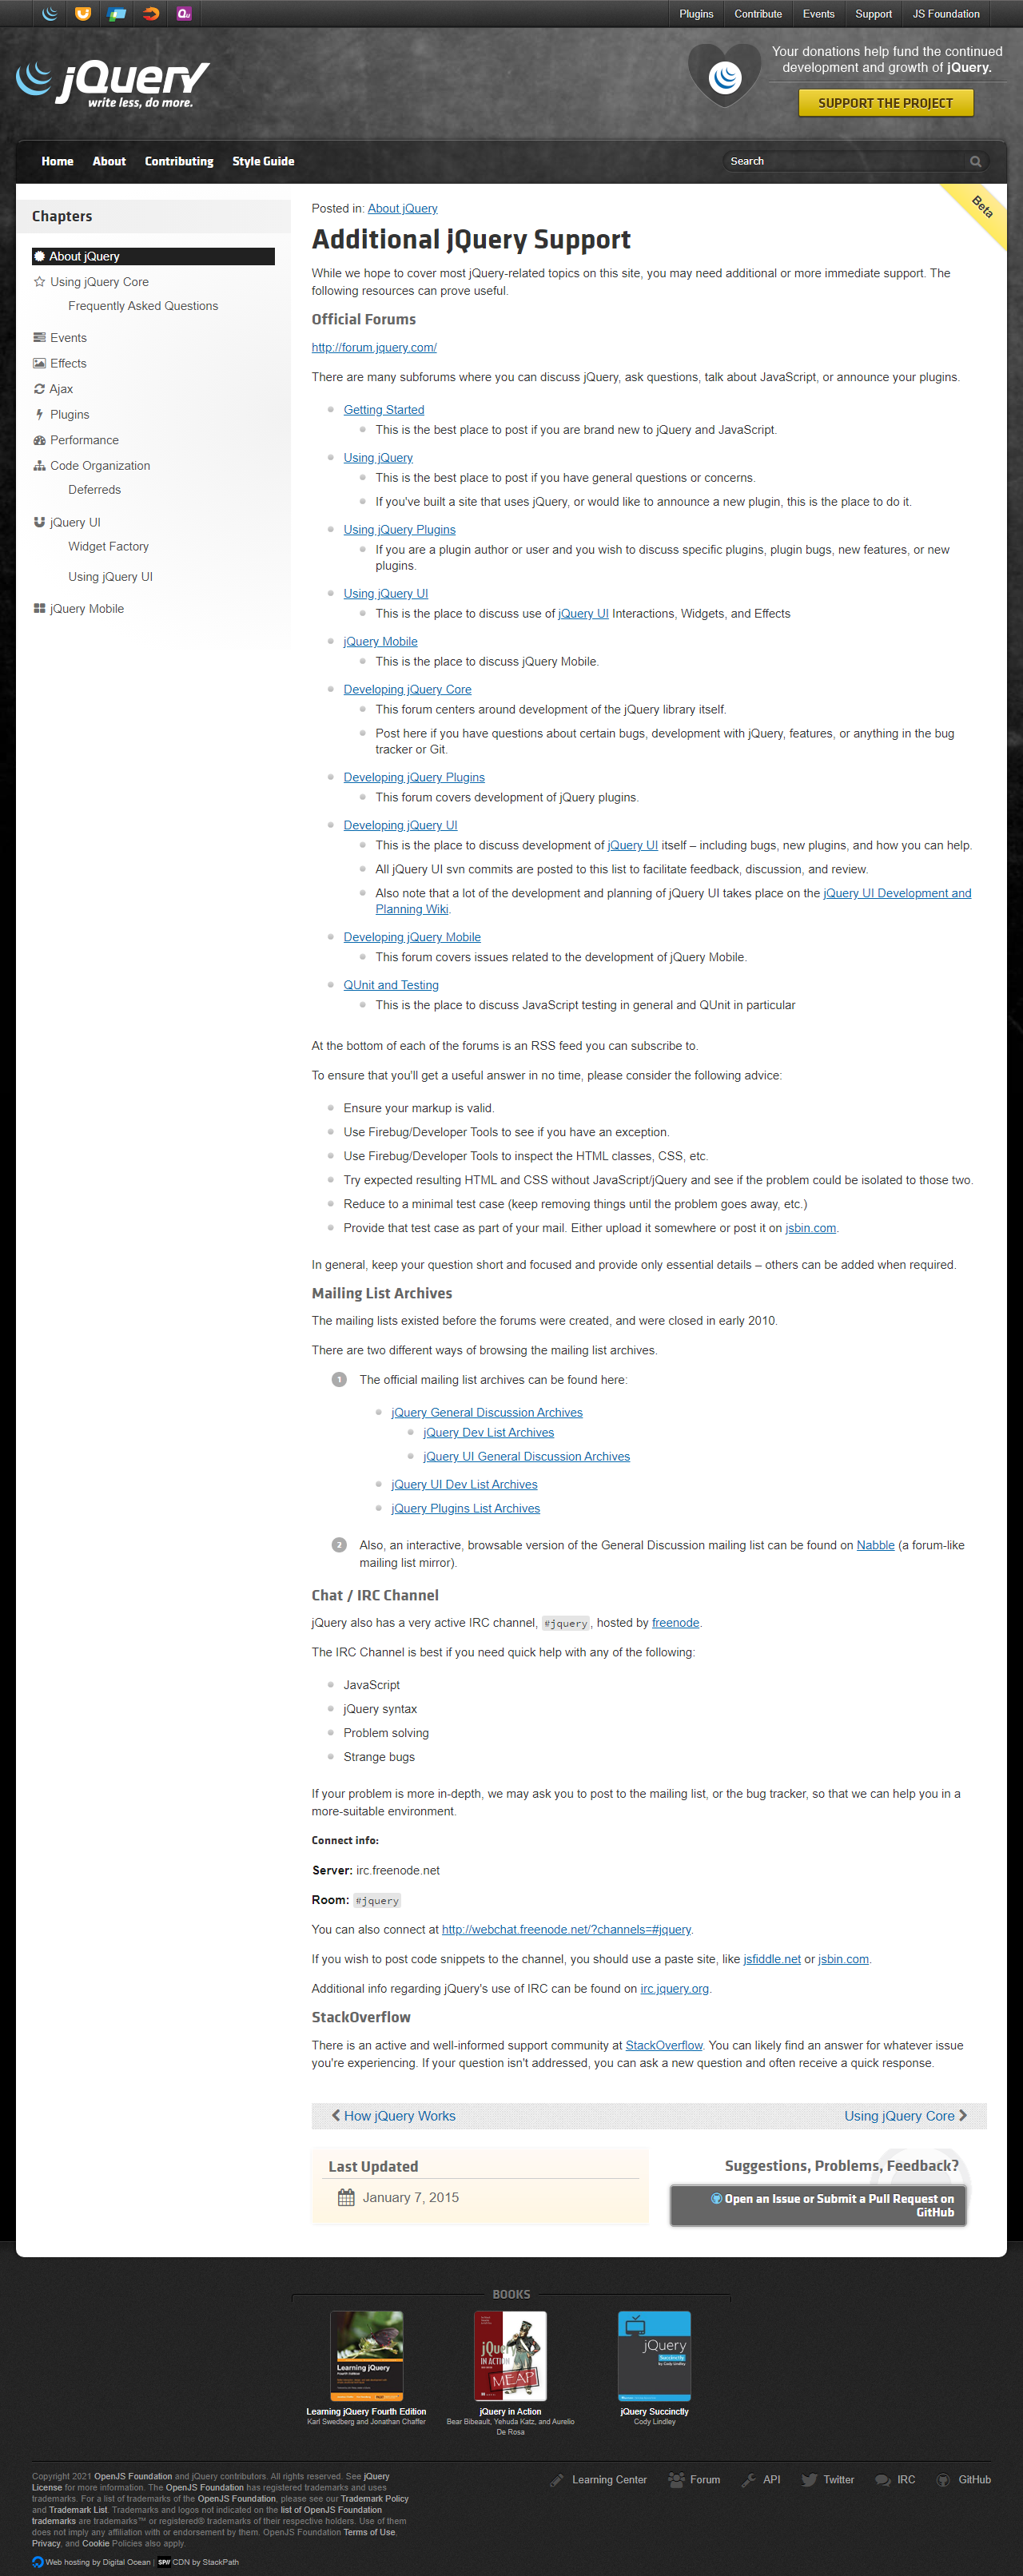 Plugins Contribute Events Support JS Foundation
jQuery
write less, do more.
Your donations help fund the continued
development and growth of jQuery.
SUPPORT THE PROJECT
Home About Contributing Style Guide
Search
Beta
Chapters
About jQuery
Using jQuery Core
Frequently Asked Questions
Events
Effects
Ajax
Plugins
Performance
Code Organization
Deferreds
jQuery UI
Widget Factory
Using jQuery UI
jQuery Mobile
Posted in: About jQuery
Additional jQuery Support
While we hope to cover most jQuery-related topics on this site, you may need additional or more immediate support. The
following resources can prove useful.
Official Forums
http://forum.jquery.com/
There are many subforums where you can discuss jQuery, ask questions, talk about JavaScript, or announce your plugins.
Getting Started
This is the best place to post if you are brand new to jQuery and JavaScript.
Using jQuery
This is the best place to post if you have general questions or concerns.
If you've built a site that uses jQuery, or would like to announce a new plugin, this is the place to do it.
Using jQuery Plugins
If you are a plugin author or user and you wish to discuss specific plugins, plugin bugs, new features, or new
plugins.
Using jQuery UI
This is the place to discuss use of jQuery UI Interactions, Widgets, and Effects
jQuery Mobile
This is the place to discuss jQuery Mobile.
Developing jQuery Core
This forum centers around development of the jQuery library itself.
Post here if you have questions about certain bugs, development with jQuery, features, or anything in the bug
tracker or Git.
Developing jQuery Plugins
This forum covers development of jQuery plugins.
Developing jQuery UI
This is the place to discuss development of jQuery UI itself – including bugs, new plugins, and how you can help.
All jQuery UI svn commits are posted to this list to facilitate feedback, discussion, and review.
Also note that a lot of the development and planning of jQuery UI takes place on the jQuery UI Development and
Planning Wiki.
Developing jQuery Mobile
This forum covers issues related to the development of jQuery Mobile.
QUnit and Testing
This is the place to discuss JavaScript testing in general and QUnit in particular
At the bottom of each of the forums is an RSS feed you can subscribe to.
To ensure that you'll get a useful answer in no time, please consider the following advice:
Ensure your markup is valid.
Use Firebug/Developer Tools to see if you have an exception.
Use Firebug/Developer Tools to inspect the HTML classes, CSS, etc.
Try expected resulting HTML and CSS without JavaScript/jQuery and see if the problem could be isolated to those two.
Reduce to a minimal test case (keep removing things until the problem goes away, etc.)
Provide that test case as part of your mail. Either upload it somewhere or post it on jsbin.com.
In general, keep your question short and focused and provide only essential details – others can be added when required.
Mailing List Archives
The mailing lists existed before the forums were created, and were closed in early 2010.
There are two different ways of browsing the mailing list archives.
1 The official mailing list archives can be found here:
jQuery General Discussion Archives
jQuery Dev List Archives
jQuery UI General Discussion Archives
jQuery UI Dev List Archives
jQuery Plugins List Archives
2 Also, an interactive, browsable version of the General Discussion mailing list can be found on Nabble (a forum-like
mailing list mirror).
Chat / IRC Channel
jQuery also has a very active IRC channel, #jquery, hosted by freenode.
The IRC Channel is best if you need quick help with any of the following:
JavaScript
jQuery syntax
Problem solving
Strange bugs
If your problem is more in-depth, we may ask you to post to the mailing list, or the bug tracker, so that we can help you in a
more-suitable environment.
Connect info:
Server: irc.freenode.net
Room: #jquery
You can also connect at http://webchat.freenode.net/?channels=#jquery.
If you wish to post code snippets to the channel, you should use a paste site, like jsfiddle.net or jsbin.com.
Additional info regarding jQuery's use of IRC can be found on irc.jquery.org.
StackOverflow
There is an active and well-informed support community at StackOverflow. You can likely find an answer for whatever issue
you're experiencing. If your question isn't addressed, you can ask a new question and often receive a quick response.
How jQuery Works Using jQuery Core
Last Updated
January 7, 2015
Suggestions, Problems, Feedback?
Open an Issue or Submit a Pull Request on
GitHub
BOOKS
Learning jQuery
jQuery
IN ACTION
MEAP
jQuery
Succinctly
by Cody Lindley
Learning jQuery Fourth Edition
Karl Swedberg and Jonathan Chaffer
jQuery in Action
Bear Bibeault, Yehuda Katz, and Aurelio
De Rosa
jQuery Succinctly
Cody Lindley
Copyright 2021 OpenJS Foundation and jQuery contributors. All rights reserved. See jQuery
License for more information. The OpenJS Foundation has registered trademarks and uses
trademarks. For a list of trademarks of the OpenJS Foundation, please see our Trademark Policy
and Trademark List. Trademarks and logos not indicated on the list of OpenJS Foundation
trademarks are trademarks™ or registered® trademarks of their respective holders. Use of them
does not imply any affiliation with or endorsement by them. OpenJS Foundation Terms of Use,
Privacy, and Cookie Policies also apply.
Learning Center Forum API Twitter IRC GitHub
Web hosting by Digital Ocean | SP// CDN by StackPath